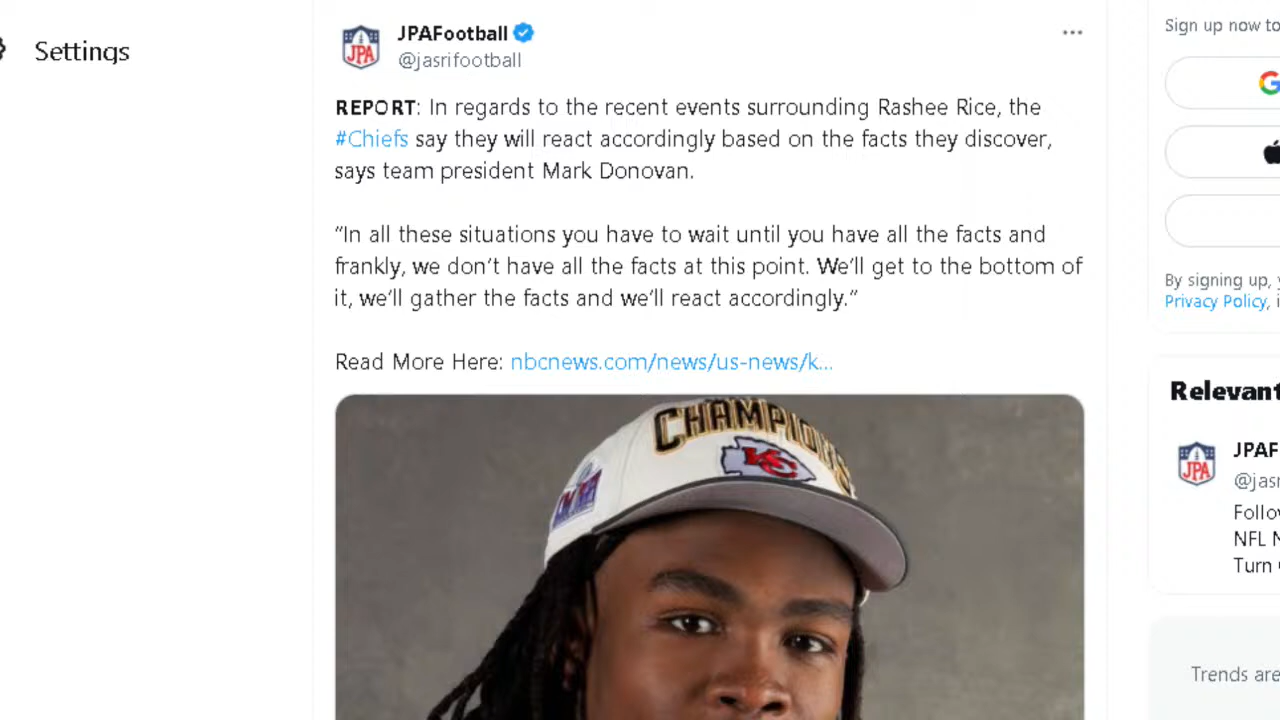 Settings
JPAFootball
@jasrifootball
REPORT: In regards to the recent events surrounding Rashee Rice, the
#Chiefs say they will react accordingly based on the facts they discover,
says team president Mark Donovan.
“In all these situations you have to wait until you have all the facts and
frankly, we don’t have all the facts at this point. We’ll get to the bottom of
it, we’ll gather the facts and we’ll react accordingly.”
Read More Here: nbcnews.com/news/us-news/k...
CHAMPIONS
KC
JPA
Sign up now to
By signing up,
Privacy Policy,
Relevant
JPA
JPAF
@jasr
Follow
NFL N
Turn
Trends are